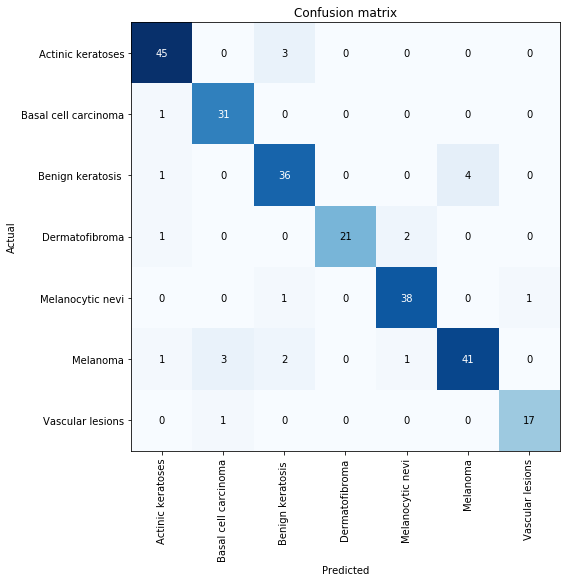 Confusion matrix
Actual
Actinic keratoses 45 0 3 0 0 0 0
Basal cell carcinoma 1 31 0 0 0 0 0
Benign keratosis 1 0 36 0 0 4 0
Dermatofibroma 1 0 0 21 2 0 0
Melanocytic nevi 0 0 1 0 38 0 1
Melanoma 1 3 2 0 1 41 0
Vascular lesions 0 1 0 0 0 0 17
Actinic keratoses
Basal cell carcinoma
Benign keratosis
Dermatofibroma
Melanocytic nevi
Melanoma
Vascular lesions
Predicted